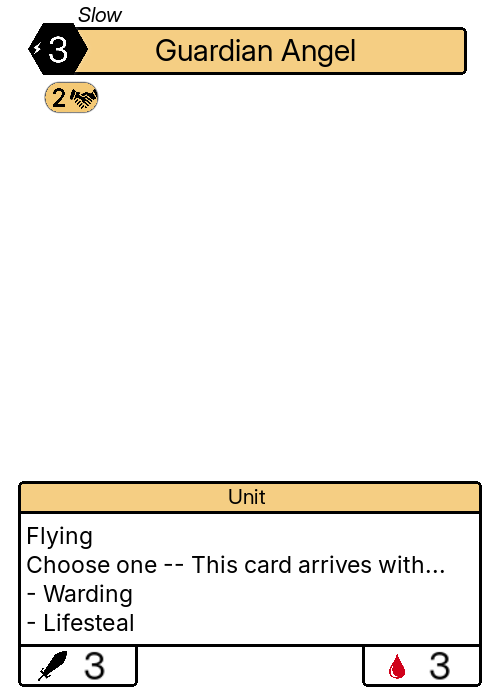 Slow
3
Guardian Angel
2
Unit
Flying
Choose one -- This card arrives with...
- Warding
- Lifesteal
3
3